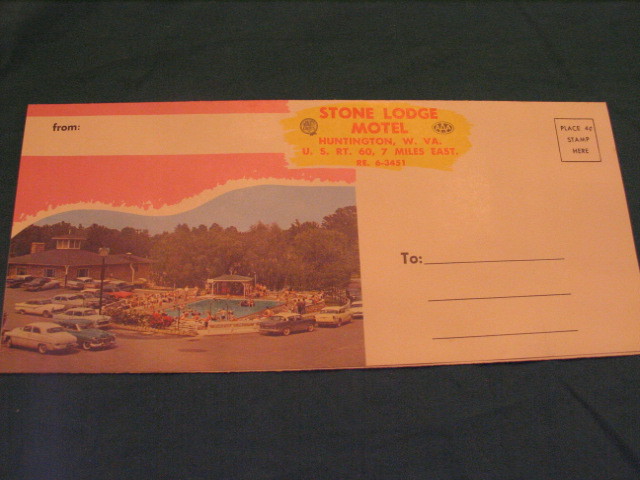 from:
STONE LODGE
MOTEL
HUNTINGTON, W. VA.
U. S. RT. 60, 7 MILES EAST.
RE. 6-3451
PLACE 4¢
STAMP
HERE
To: